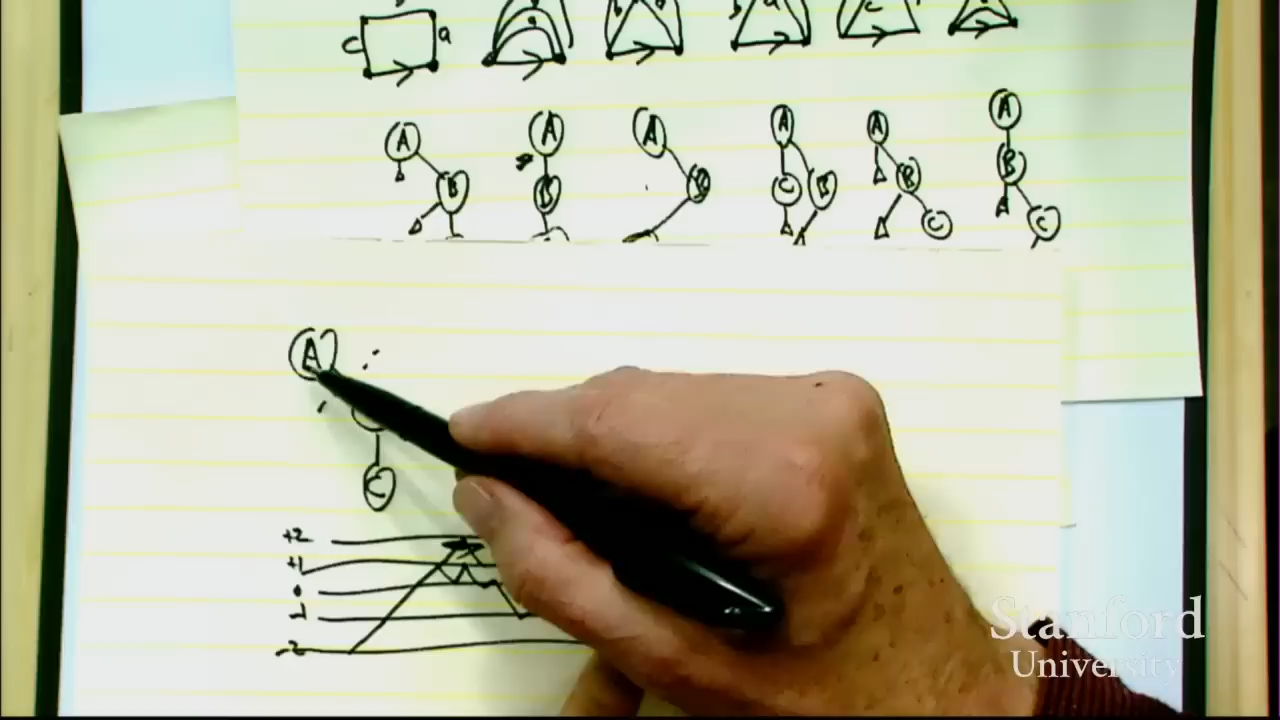 c a b a b a c
A A A A A A
B B B C B B B
C C
A
C
+2
+1
0
-1
-2
Stanford
University